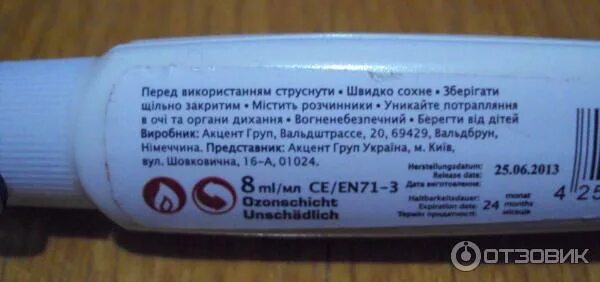 Перед використанням струснути • Швидко сохне • Зберігати
щільно закритим • Містить розчинники • Уникайте потрапляння
в очі та органи дихання • Вогненебезпечний • Берегти від дітей
Виробник: Акцент Груп, Вальдштрассе, 20, 69429, Вальдбрун,
Німеччина. Представник: Акцент Груп Україна, м. Київ,
вул. Шовковична, 16-А, 01024.
Herstellungsdatum:
Release date: 25.06.2013
Дата виготовлення:
8 ml/мл CE/EN71-3
Ozonschicht
Unschädlich
Haltbarkeitsdauer: monat
Expiration date: 24 months
Термін придатності: місяців
4 25
ОТЗОВИК